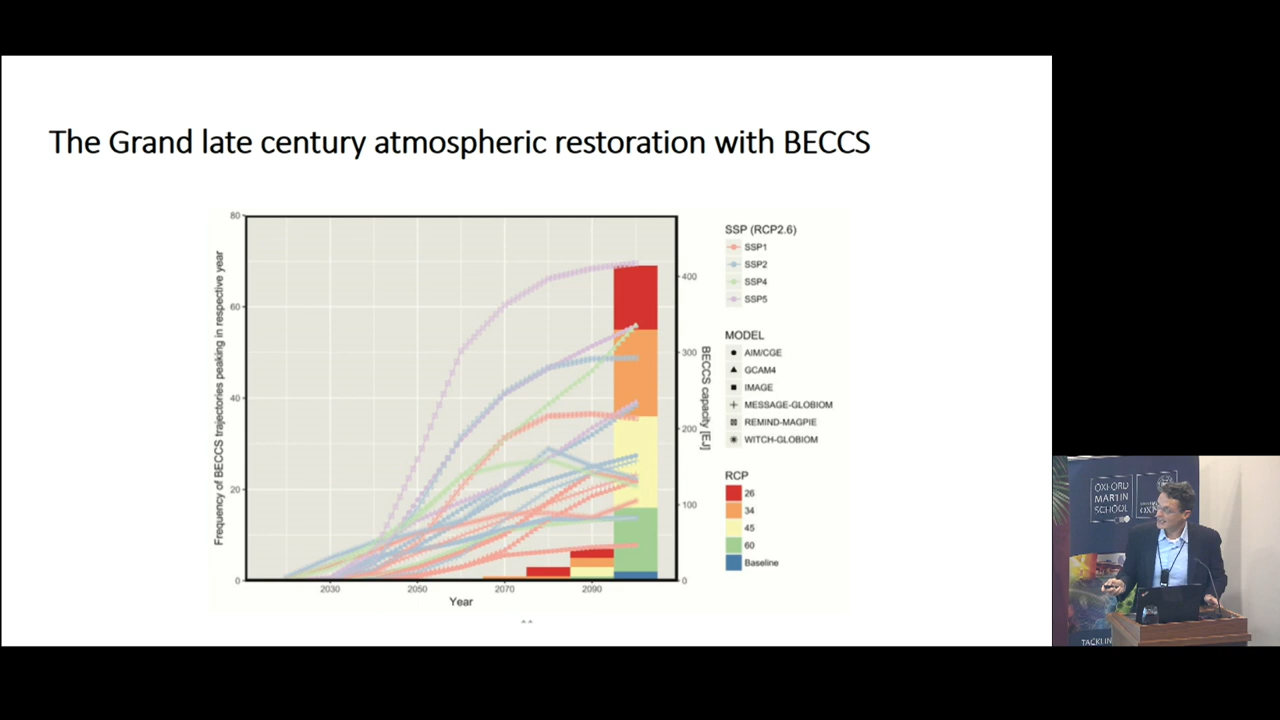 The Grand late century atmospheric restoration with BECCS
Frequency of BECCS trajectories peaking in respective year
80
60
40
20
0
2030
2050
2070
2090
Year
400
300
200
100
0
BECCS capacity [EJ]
SSP (RCP2.6)
SSP1
SSP2
SSP4
SSP5
MODEL
AIM/CGE
GCAM4
IMAGE
MESSAGE-GLOBIOM
REMIND-MAGPIE
WITCH-GLOBIOM
RCP
26
34
45
60
Baseline
OXFORD
MARTIN
SCHOOL